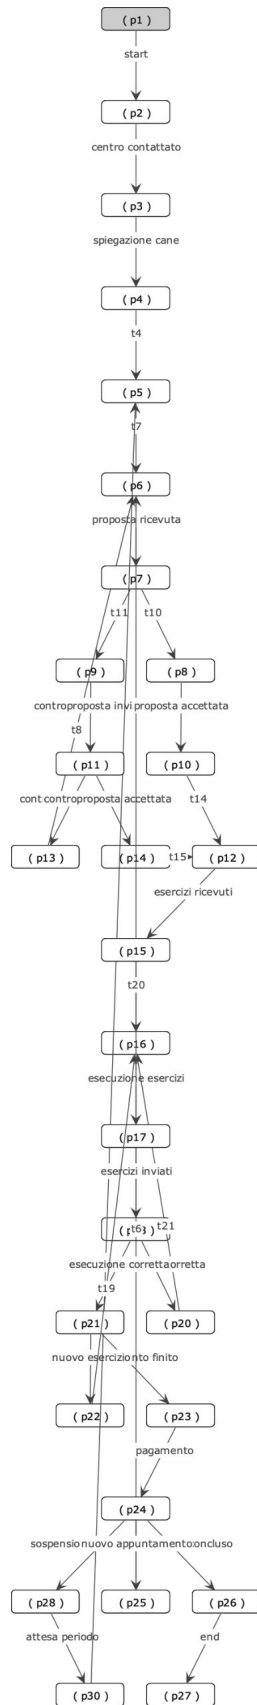 ( p1 )
start
( p2 )
centro contattato
( p3 )
spiegazione cane
( p4 )
t4
( p5 )
t7
( p6 )
proposta ricevuta
( p7 )
t11 t10
( p9 ) ( p8 )
controproposta invi proposta accettata
t8
( p11 ) ( p10 )
cont controproposta accettata t14
( p13 ) ( p14 ) t15 ( p12 )
esercizi ricevuti
( p15 )
t20
( p16 )
esecuzione esercizi
( p17 )
esercizi inviati
t6 t21
esecuzione corretta orretta
t19
( p21 ) ( p20 )
nuovo esercizio nto finito
( p22 ) ( p23 )
pagamento
( p24 )
sospensio nuovo appuntamento oncluso
( p28 ) ( p25 ) ( p26 )
attesa periodo end
( p30 ) ( p27 )